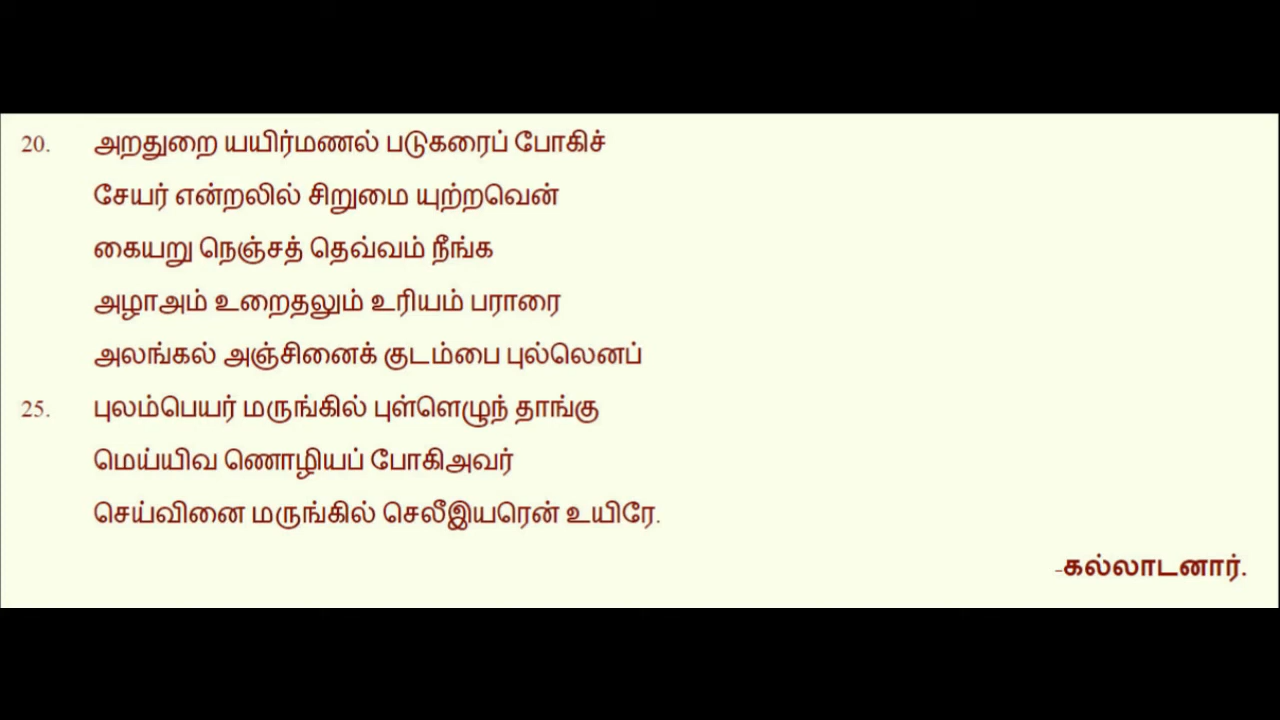 20. அறதுறை யயிர்மணல் படுகரைப் போகிச்
சேயர் என்றலில் சிறுமை யுற்றவென்
கையறு நெஞ்சத் தெவ்வம் நீங்க
அழாஅம் உறைதலும் உரியம் பராரை
அலங்கல் அஞ்சினைக் குடம்பை புல்லெனப்
25. புலம்பெயர் மருங்கில் புள்ளெழுந் தாங்கு
மெய்யிவ ணொழியப் போகிஅவர்
செய்வினை மருங்கில் செலீஇயரென் உயிரே.
-கல்லாடனார்.